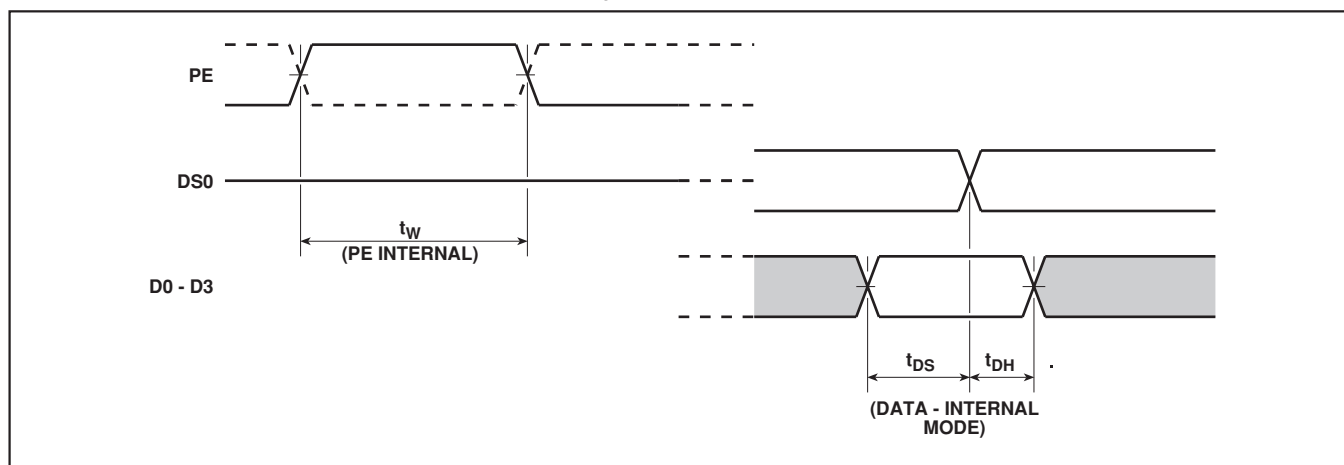 PE
DS0
tW
(PE INTERNAL)
D0 - D3
tDS tDH .
(DATA - INTERNAL
MODE)